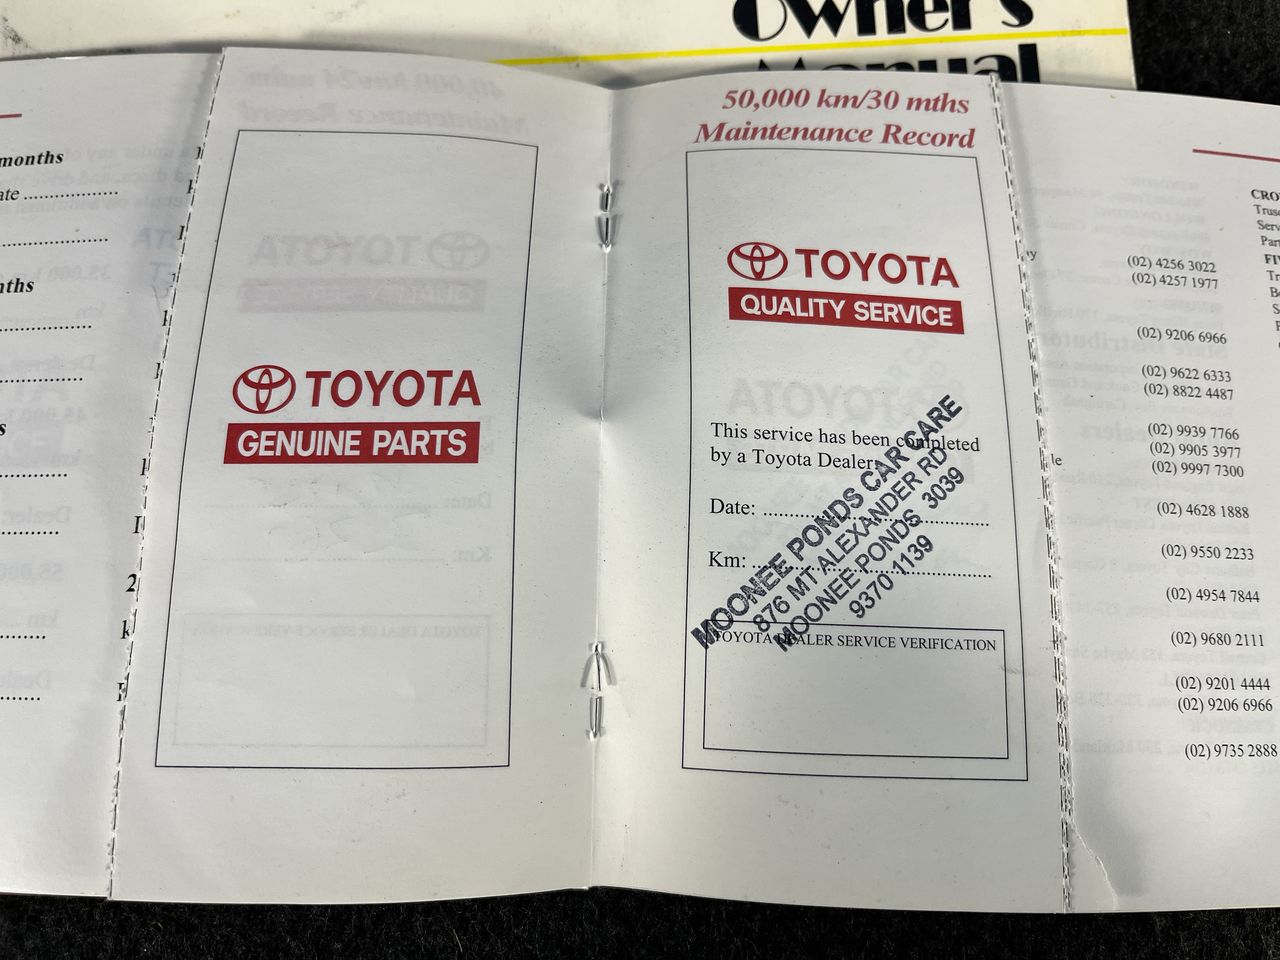 Owner's
Manual
months
ate
nths
TOYOTA
GENUINE PARTS
50,000 km/30 mths
Maintenance Record
TOYOTA
QUALITY SERVICE
This service has been completed
by a Toyota Dealer.
Date:
Km:
MOONEE PONDS CAR CARE
876 MT ALEXANDER RD
MOONEE PONDS 3039
9370 1139
TOYOTA DEALER SERVICE VERIFICATION
(02) 4256 3022
(02) 4257 1977
(02) 9206 6966
(02) 9622 6333
(02) 8822 4487
(02) 9939 7766
(02) 9905 3977
(02) 9997 7300
(02) 4628 1888
(02) 9550 2233
(02) 4954 7844
(02) 9680 2111
(02) 9201 4444
(02) 9206 6966
(02) 9735 2888
CRO
Trus
Serv
Par